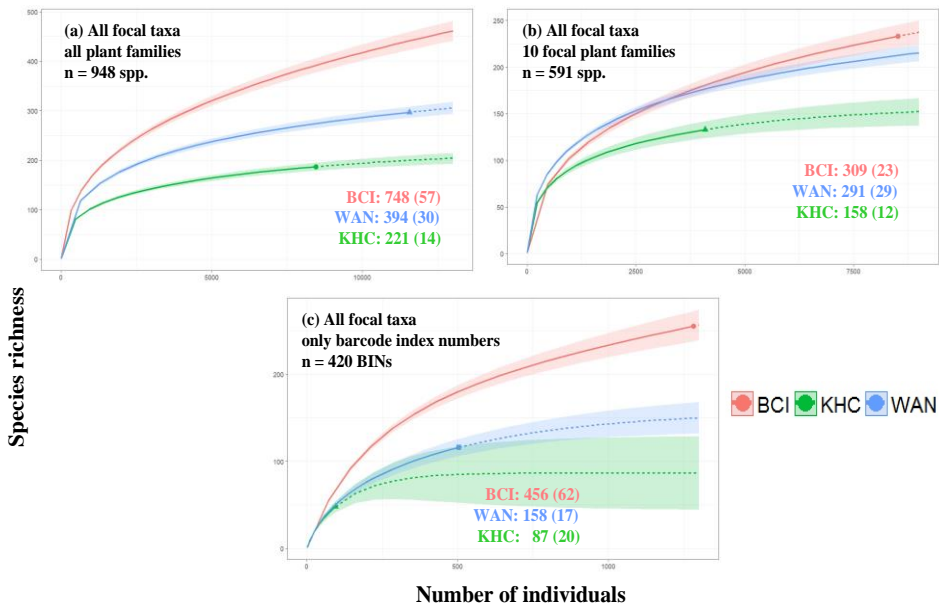 (a) All focal taxa
all plant families
n = 948 spp.
500
400
300
200
100
0
0
5000
10000
BCI: 748 (57)
WAN: 394 (30)
KHC: 221 (14)
(b) All focal taxa
10 focal plant families
n = 591 spp.
250
200
150
100
50
0
0
2500
5000
7500
BCI: 309 (23)
WAN: 291 (29)
KHC: 158 (12)
Species richness
(c) All focal taxa
only barcode index numbers
n = 420 BINs
200
100
0
0
500
1000
BCI: 456 (62)
WAN: 158 (17)
KHC: 87 (20)
BCI KHC WAN
Number of individuals